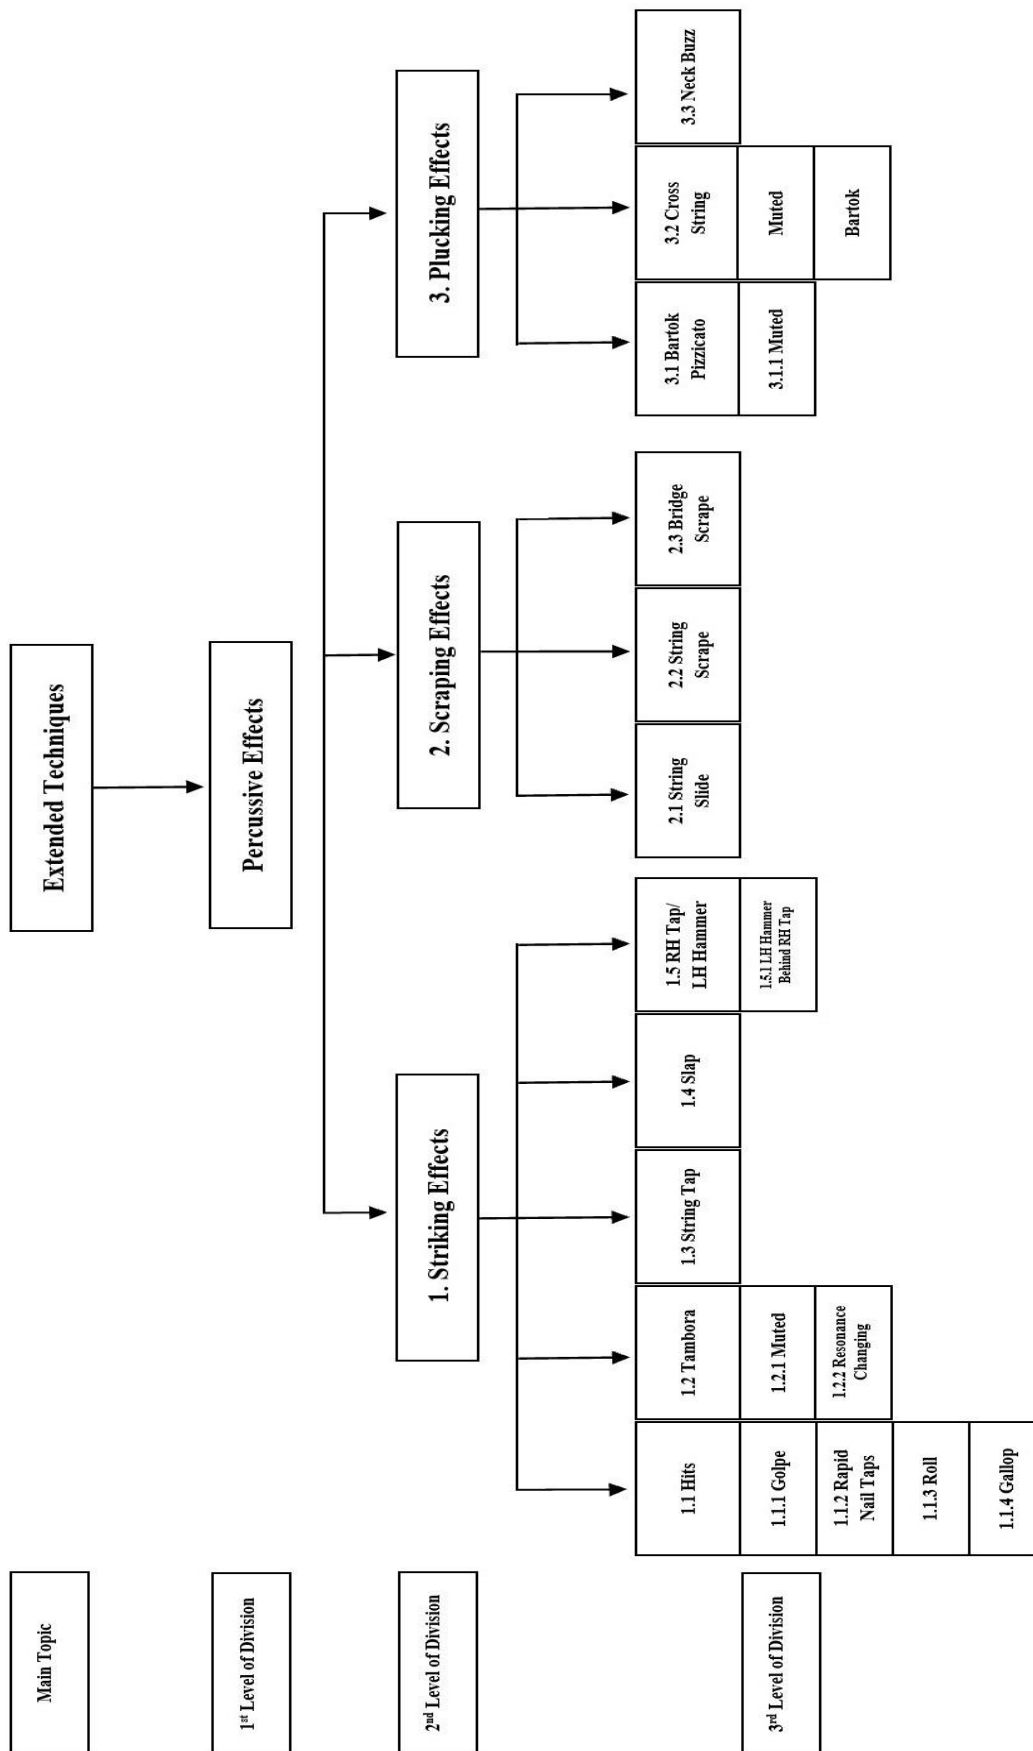 Main Topic
Extended Techniques
1st Level of Division
Percussive Effects
2nd Level of Division
1. Striking Effects
2. Scraping Effects
3. Plucking Effects
3rd Level of Division
1.1 Hits
1.1.1 Golpe
1.1.2 Rapid
Nail Taps
1.1.3 Roll
1.1.4 Gallop
1.2 Tambora
1.2.1 Muted
1.2.2 Resonance
Changing
1.3 String Tap
1.4 Slap
1.5 RH Tap/
LH Hammer
1.5.1 LH Hammer
Behind RH Tap
2.1 String
Slide
2.2 String
Scrape
2.3 Bridge
Scrape
3.1 Bartok
Pizzicato
3.1.1 Muted
3.2 Cross
String
Muted
Bartok
3.3 Neck Buzz